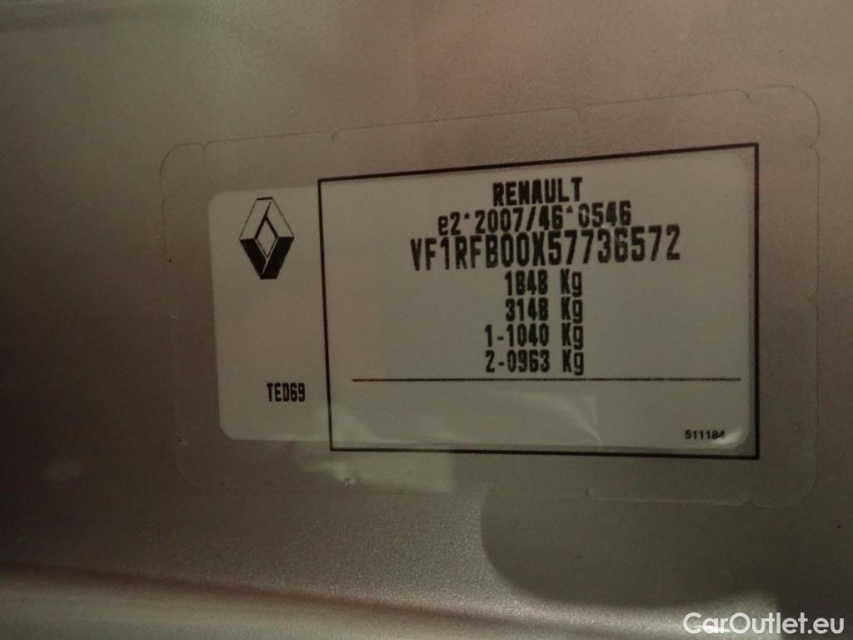 RENAULT
e2*2007/46*0546
VF1RFB00X57736572
1848 Kg
3148 Kg
1-1040 Kg
2-0963 Kg
TED69
511184
CarOutlet.eu